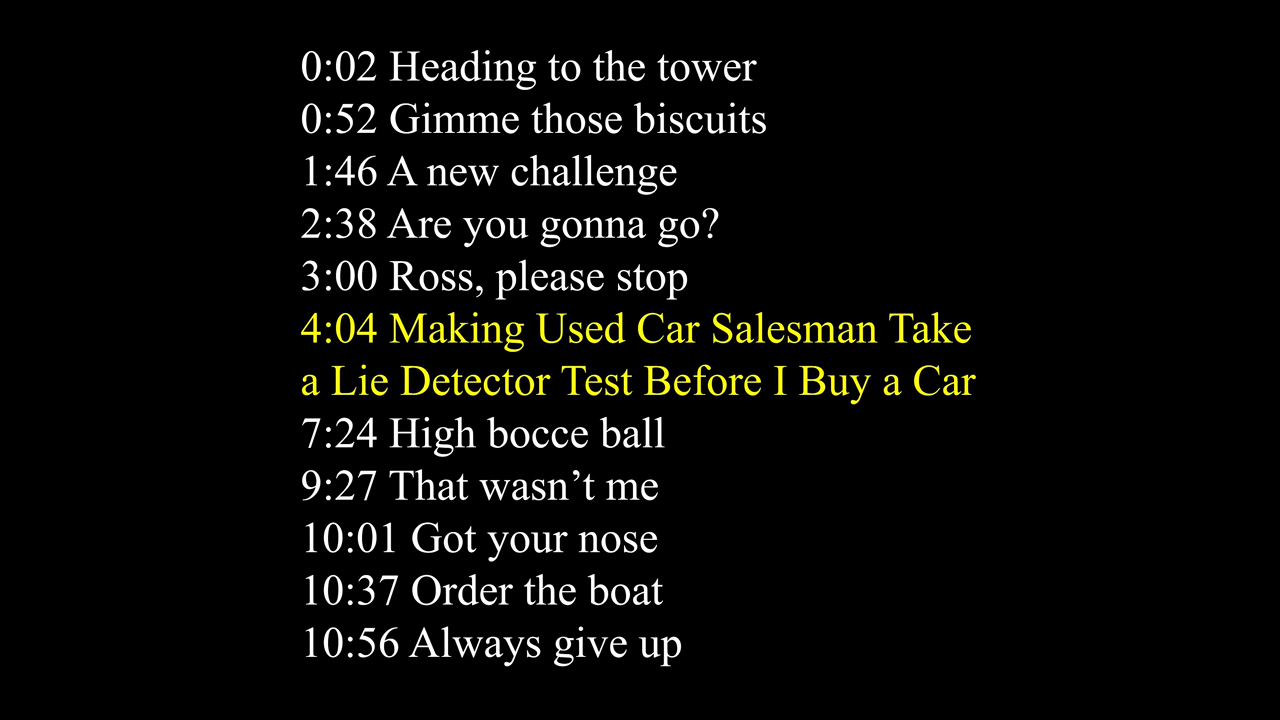 0:02 Heading to the tower
0:52 Gimme those biscuits
1:46 A new challenge
2:38 Are you gonna go?
3:00 Ross, please stop
4:04 Making Used Car Salesman Take
a Lie Detector Test Before I Buy a Car
7:24 High bocce ball
9:27 That wasn’t me
10:01 Got your nose
10:37 Order the boat
10:56 Always give up